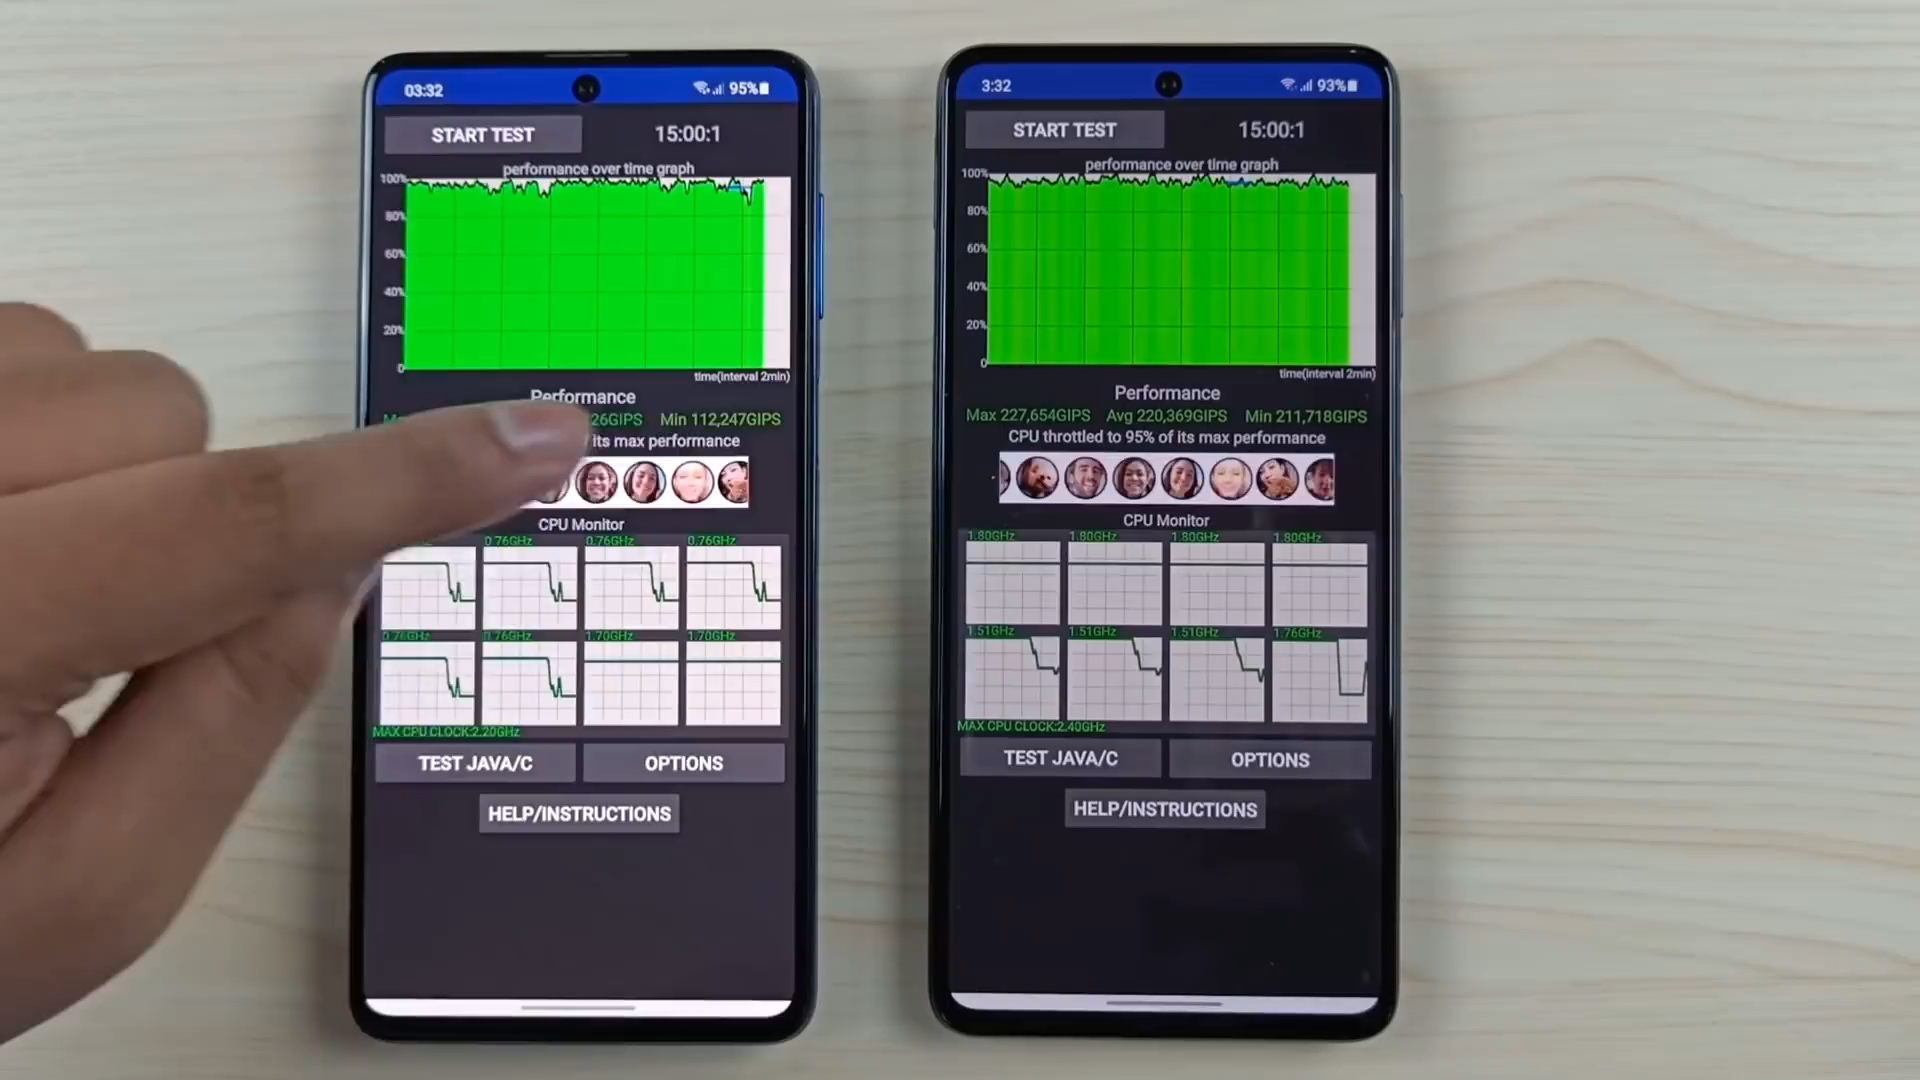 03:32
95%
START TEST
15:00:1
performance over time graph
100%
80%
60%
40%
20%
0
time(interval 2min)
Performance
26GIPS Min 112,247GIPS
its max performance
CPU Monitor
0.76GHz 0.76GHz 0.76GHz
0.76GHz 0.76GHz 1.70GHz 1.70GHz
MAX CPU CLOCK:2.20GHz
TEST JAVA/C
OPTIONS
HELP/INSTRUCTIONS
3:32
93%
START TEST
15:00:1
performance over time graph
100%
80%
60%
40%
20%
0
time(interval 2min)
Performance
Max 227,654GIPS Avg 220,369GIPS Min 211,718GIPS
CPU throttled to 95% of its max performance
CPU Monitor
1.80GHz 1.80GHz 1.80GHz 1.80GHz
1.51GHz 1.51GHz 1.51GHz 1.76GHz
MAX CPU CLOCK:2.40GHz
TEST JAVA/C
OPTIONS
HELP/INSTRUCTIONS